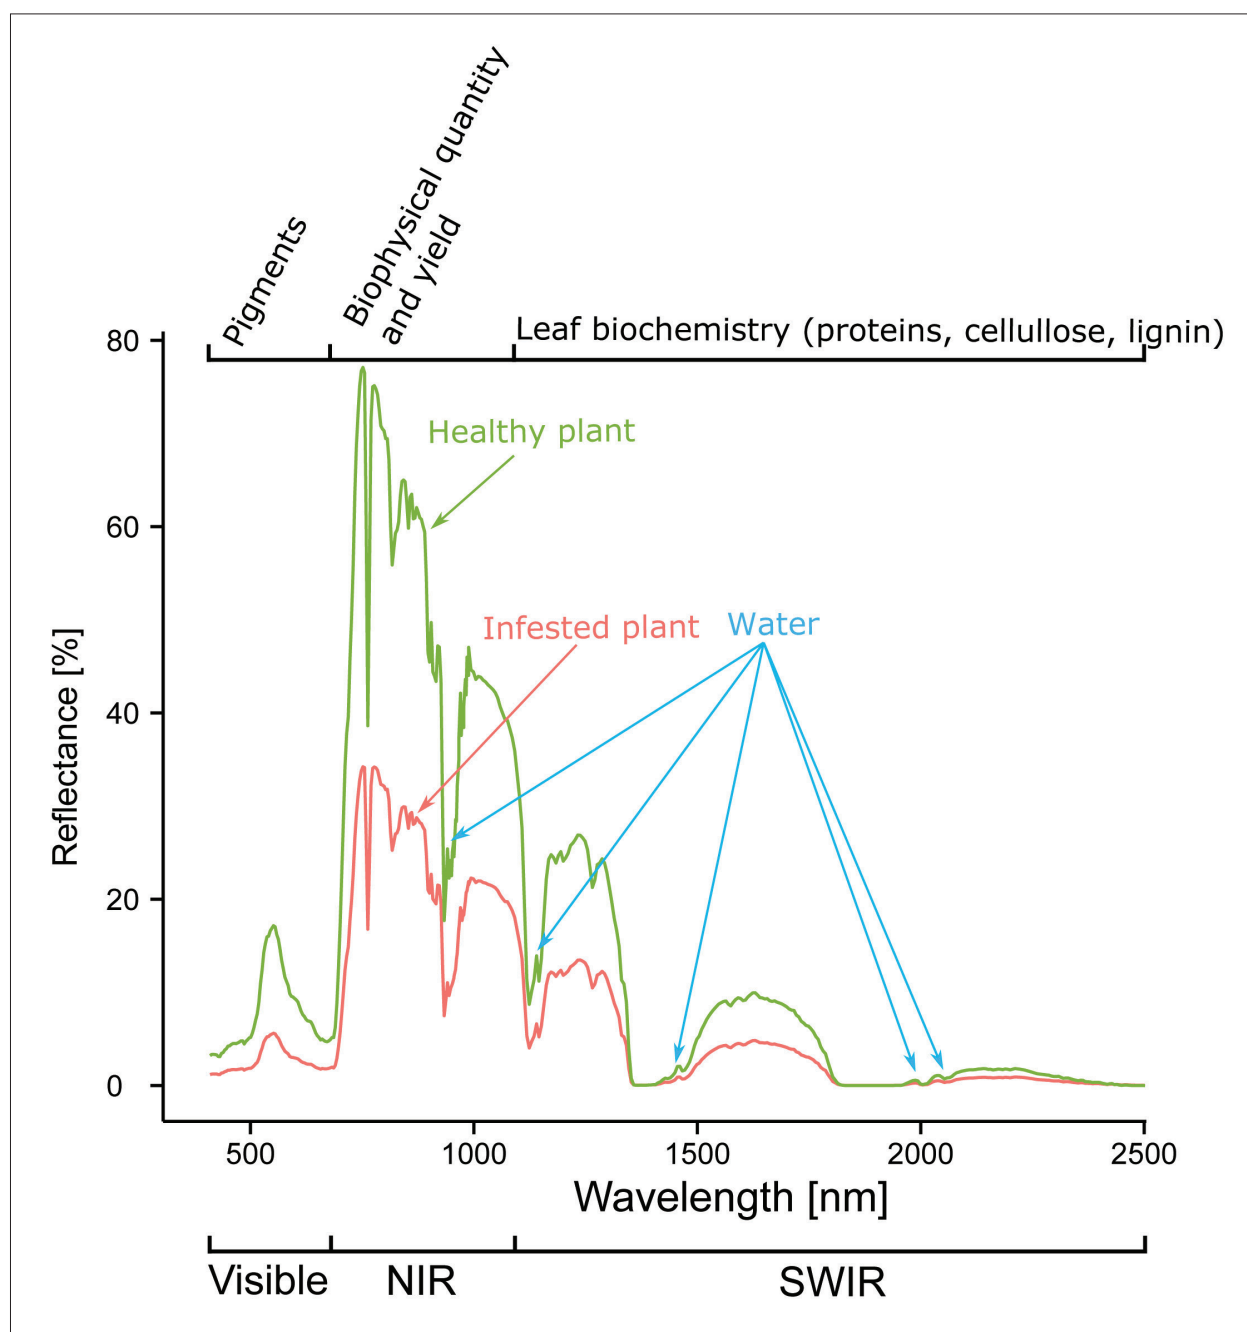 Pigments
Biophysical quantity
and yield
Leaf biochemistry (proteins, cellullose, lignin)
80
60
40
20
0
Reflectance [%]
Healthy plant
Infested plant
Water
500
1000
1500
2000
2500
Wavelength [nm]
Visible
NIR
SWIR